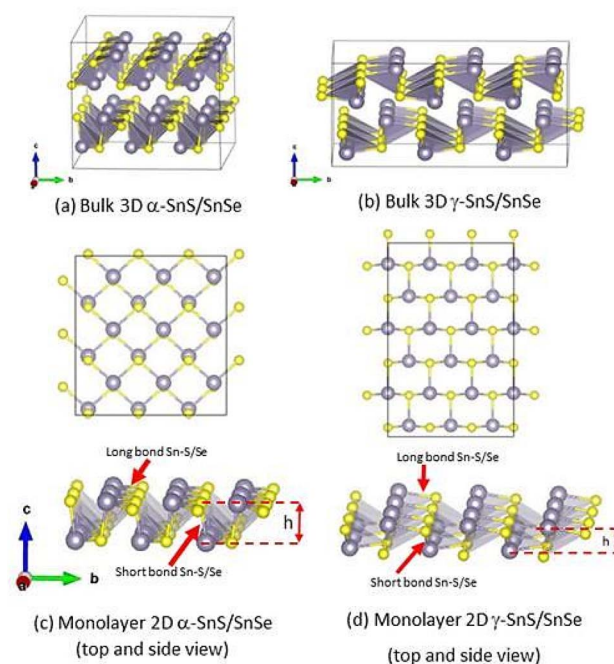 c
b
a
(a) Bulk 3D α-SnS/SnSe
c
b
a
(b) Bulk 3D γ-SnS/SnSe
Long bond Sn-S/Se
h
Short bond Sn-S/Se
c
b
a
(c) Monolayer 2D α-SnS/SnSe
(top and side view)
Long bond Sn-S/Se
h
Short bond Sn-S/Se
(d) Monolayer 2D γ-SnS/SnSe
(top and side view)